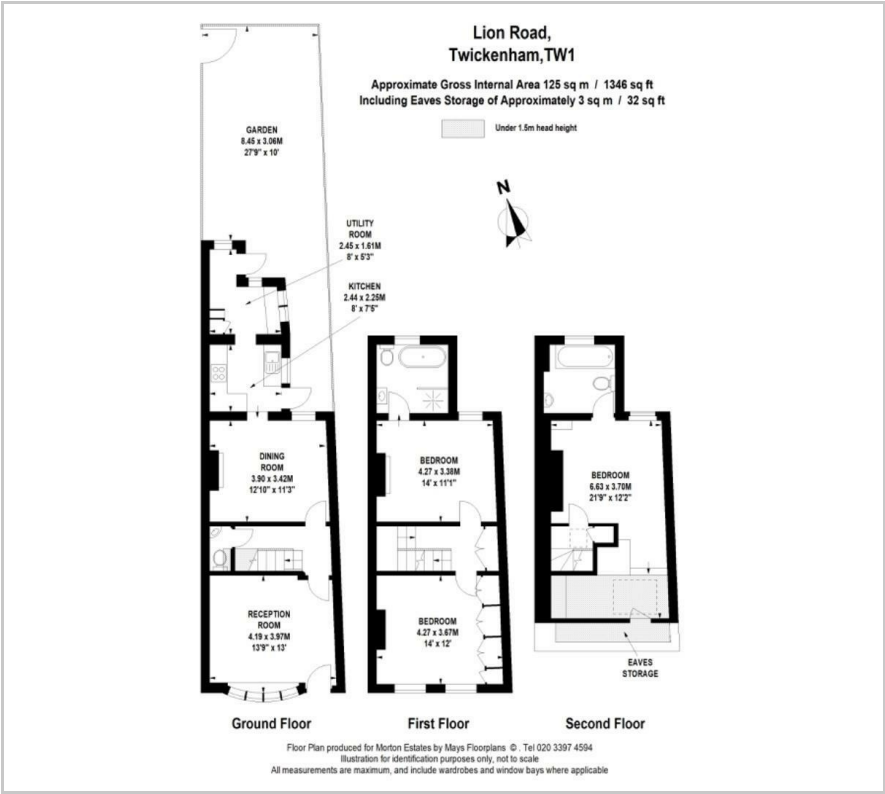 Lion Road,
Twickenham,TW1
Approximate Gross Internal Area 125 sq m / 1346 sq ft
Including Eaves Storage of Approximately 3 sq m / 32 sq ft
Under 1.5m head height
N
GARDEN
8.45 x 3.06M
27'9" x 10'
UTILITY
ROOM
2.45 x 1.61M
8' x 5'3"
KITCHEN
2.44 x 2.25M
8' x 7'5"
DINING
ROOM
3.90 x 3.42M
12'10" x 11'3"
RECEPTION
ROOM
4.19 x 3.97M
13'9" x 13'
Ground Floor
BEDROOM
4.27 x 3.38M
14' x 11'1"
BEDROOM
4.27 x 3.67M
14' x 12'
First Floor
BEDROOM
6.63 x 3.70M
21'9" x 12'2"
EAVES
STORAGE
Second Floor
Floor Plan produced for Morton Estates by Mays Floorplans © . Tel 020 3397 4594
Illustration for identification purposes only, not to scale
All measurements are maximum, and include wardrobes and window bays where applicable